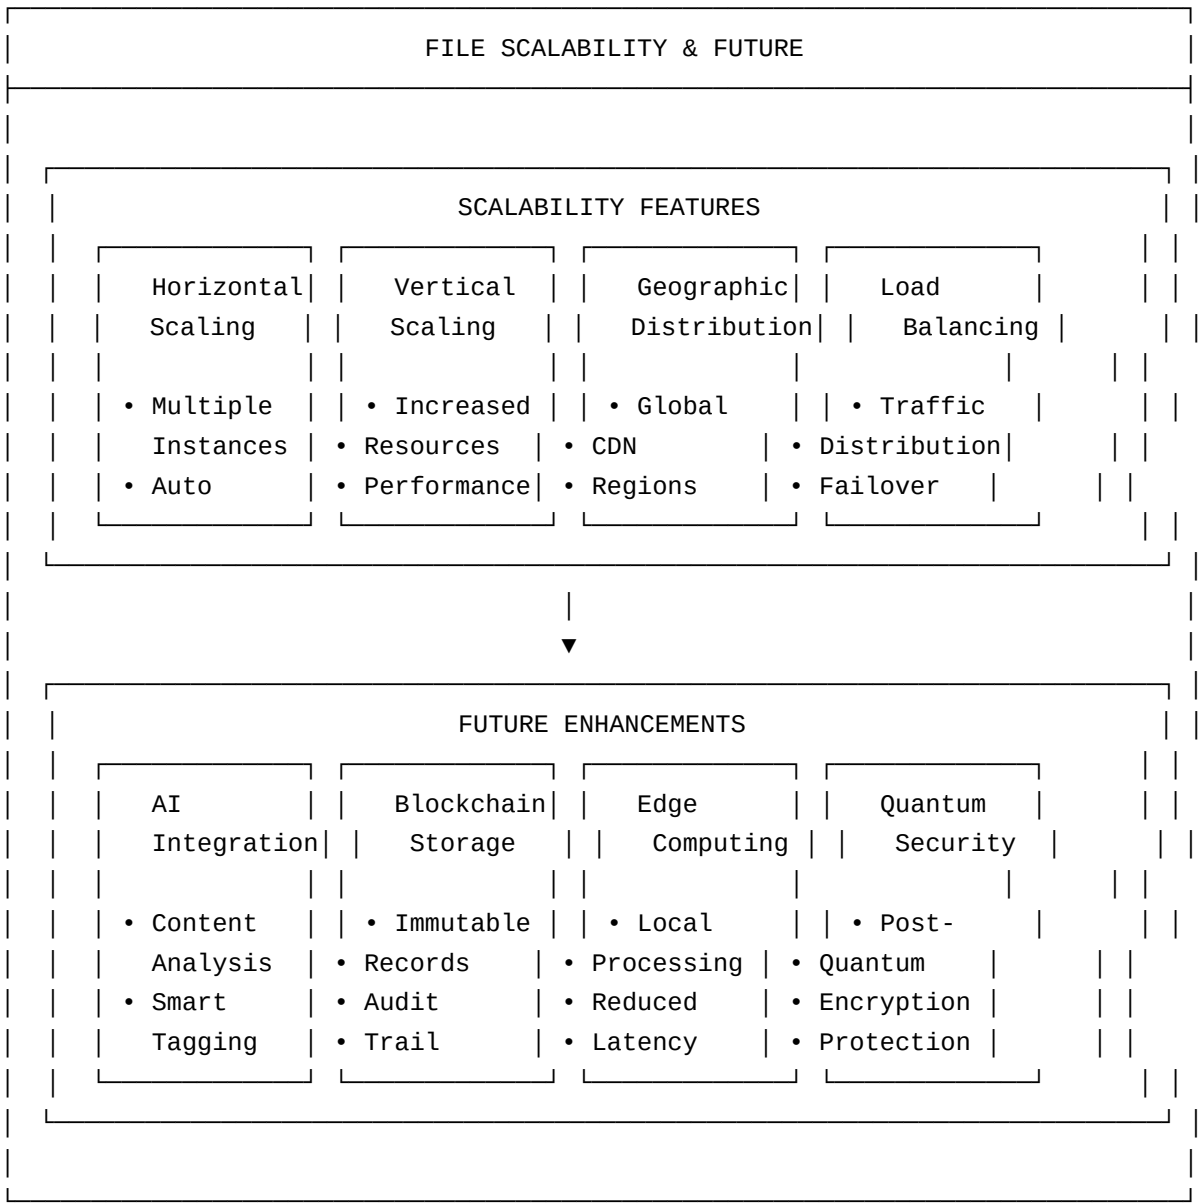 FILE SCALABILITY & FUTURE
SCALABILITY FEATURES
Horizontal Vertical Geographic Load
Scaling Scaling Distribution Balancing
• Multiple • Increased • Global • Traffic
Instances • Resources • CDN • Distribution
• Auto • Performance • Regions • Failover
FUTURE ENHANCEMENTS
AI Blockchain Edge Quantum
Integration Storage Computing Security
• Content • Immutable • Local • Post-
Analysis • Records • Processing • Quantum
• Smart • Audit • Reduced • Encryption
Tagging • Trail • Latency • Protection